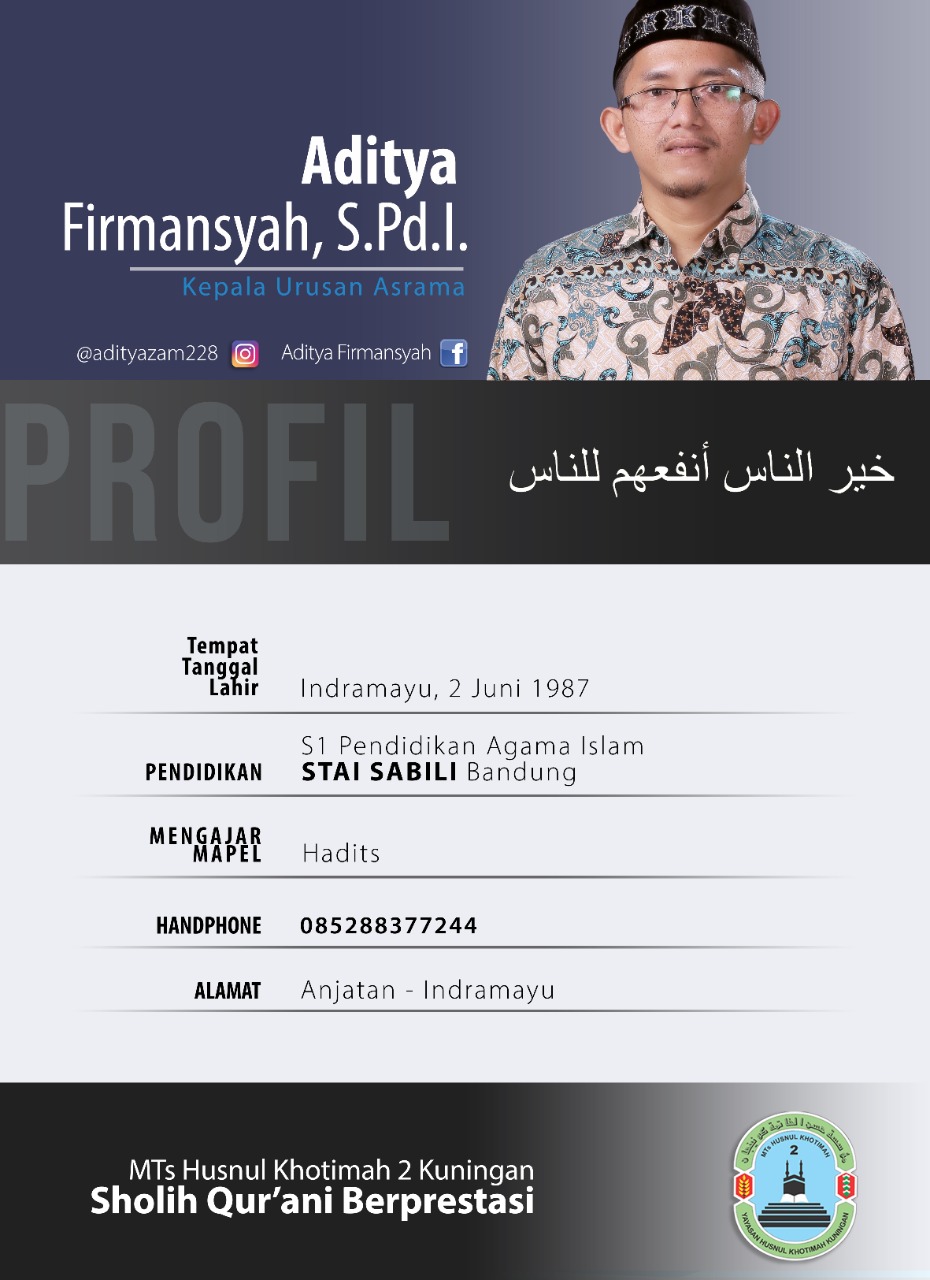 Aditya
Firmansyah, S.Pd.I.
Kepala Urusan Asrama
@adityazam228
Aditya Firmansyah
PROFIL
خير الناس أنفعهم للناس
Tempat
Tanggal
Lahir
Indramayu, 2 Juni 1987
PENDIDIKAN
S1 Pendidikan Agama Islam
STAI SABILI Bandung
MENGAJAR
MAPEL
Hadits
HANDPHONE
085288377244
ALAMAT
Anjatan - Indramayu
MTs Husnul Khotimah 2 Kuningan
Sholih Qur’ani Berprestasi
MTs HUSNUL KHOTIMAH
2
YAYASAN HUSNUL KHOTIMAH KUNINGAN